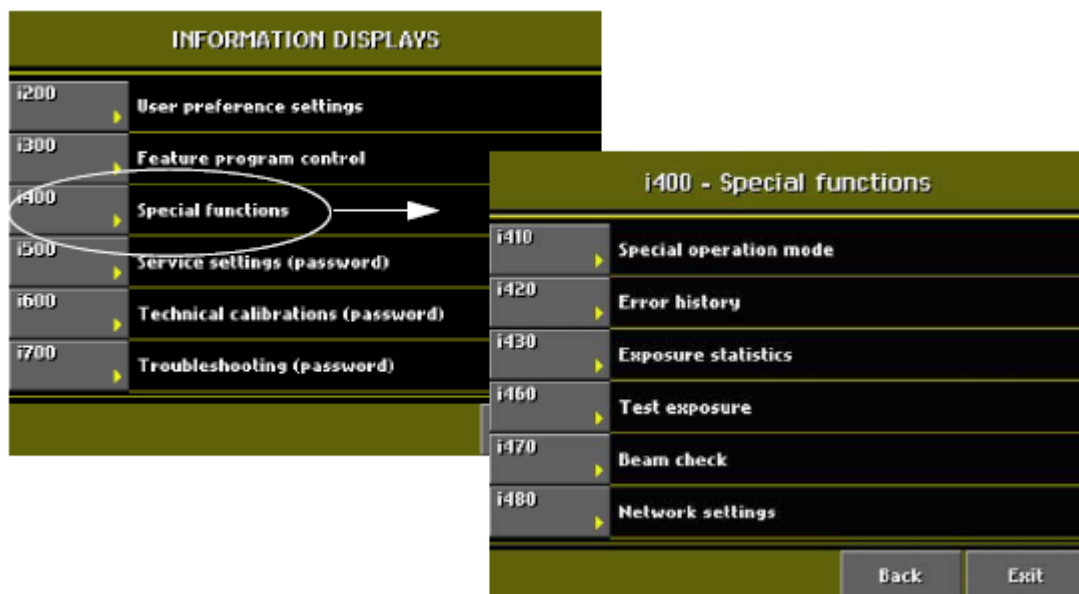 INFORMATION DISPLAYS
i200 User preference settings
i300 Feature program control
i400 Special functions
i500 Service settings (password)
i600 Technical calibrations (password)
i700 Troubleshooting (password)
i400 - Special functions
i410 Special operation mode
i420 Error history
i430 Exposure statistics
i460 Test exposure
i470 Beam check
i480 Network settings
Back Exit